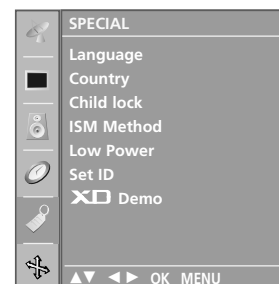 SPECIAL
Language
Country
Child lock
ISM Method
Low Power
Set ID
XD Demo
▲▼ ◄► OK MENU